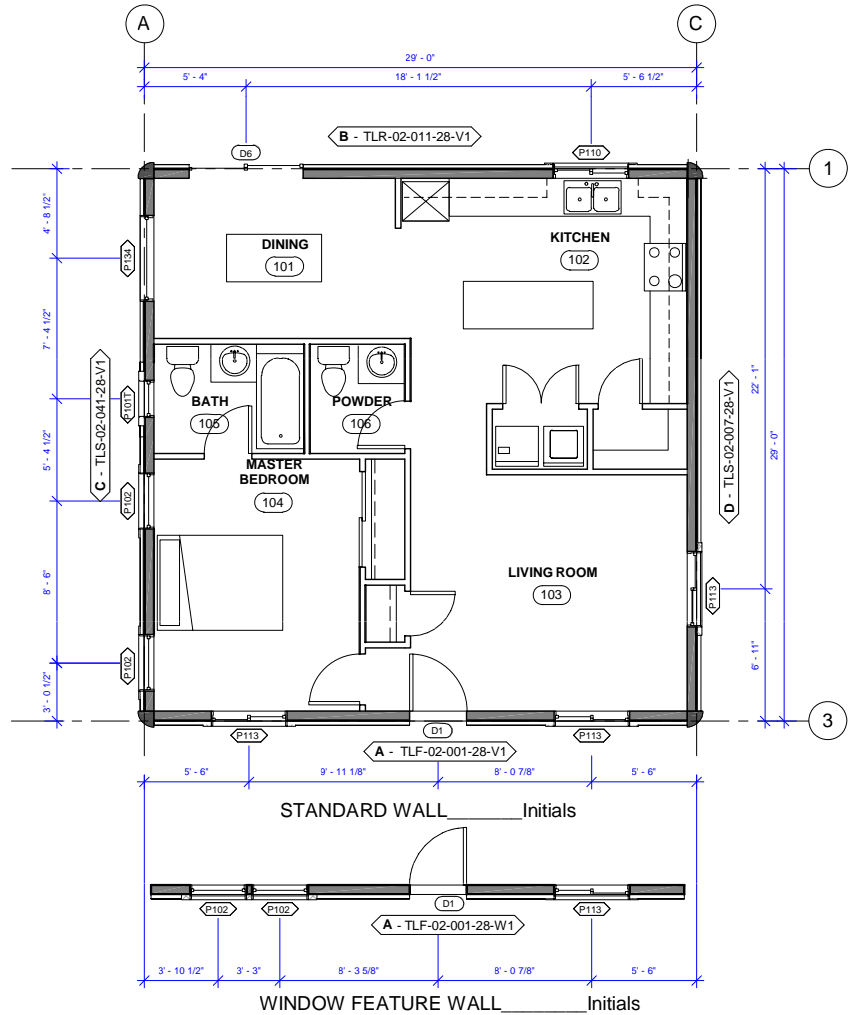 A
C
29' - 0"
5' - 4"
18' - 1 1/2"
5' - 6 1/2"
B - TLR-02-011-28-V1
D6
P110
1
4' - 8 1/2"
DINING
101
KITCHEN
102
P134
7' - 4 1/2"
C - TLS-02-041-28-V1
P101T
BATH
105
POWDER
106
22' - 1"
29' - 0"
D - TLS-02-007-28-V1
5' - 4 1/2"
MASTER
BEDROOM
104
P102
LIVING ROOM
103
8' - 6"
P113
6' - 11"
P102
3' - 0 1/2"
3
P113
D1
P113
A - TLF-02-001-28-V1
5' - 6"
9' - 11 1/8"
8' - 0 7/8"
5' - 6"
STANDARD WALL_______Initials
P102
P102
D1
P113
A - TLF-02-001-28-W1
3' - 10 1/2"
3' - 3"
8' - 3 5/8"
8' - 0 7/8"
5' - 6"
WINDOW FEATURE WALL________Initials